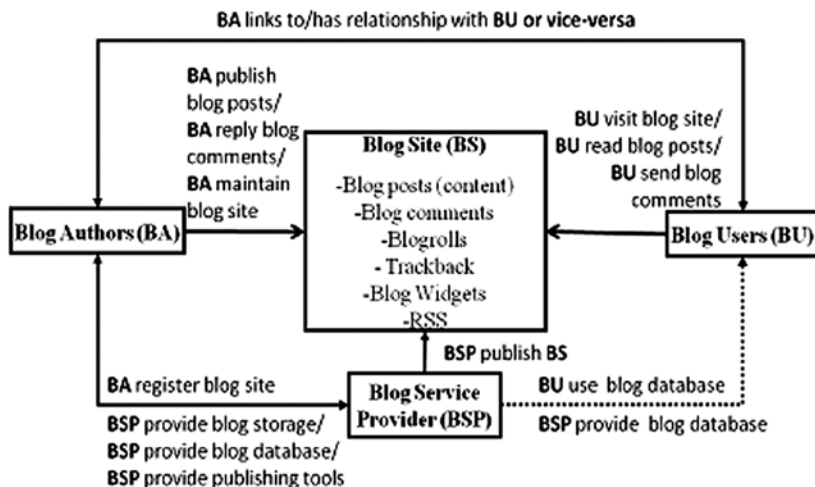 BA links to/has relationship with BU or vice-versa
BA publish
blog posts/
BA reply blog
comments/
BA maintain
blog site
Blog Authors (BA)
Blog Site (BS)
-Blog posts (content)
-Blog comments
-Blogrolls
- Trackback
-Blog Widgets
-RSS
BU visit blog site/
BU read blog posts/
BU send blog
comments
Blog Users (BU)
BSP publish BS
BA register blog site
BSP provide blog storage/
BSP provide blog database/
BSP provide publishing tools
Blog Service
Provider (BSP)
BU use blog database
BSP provide blog database